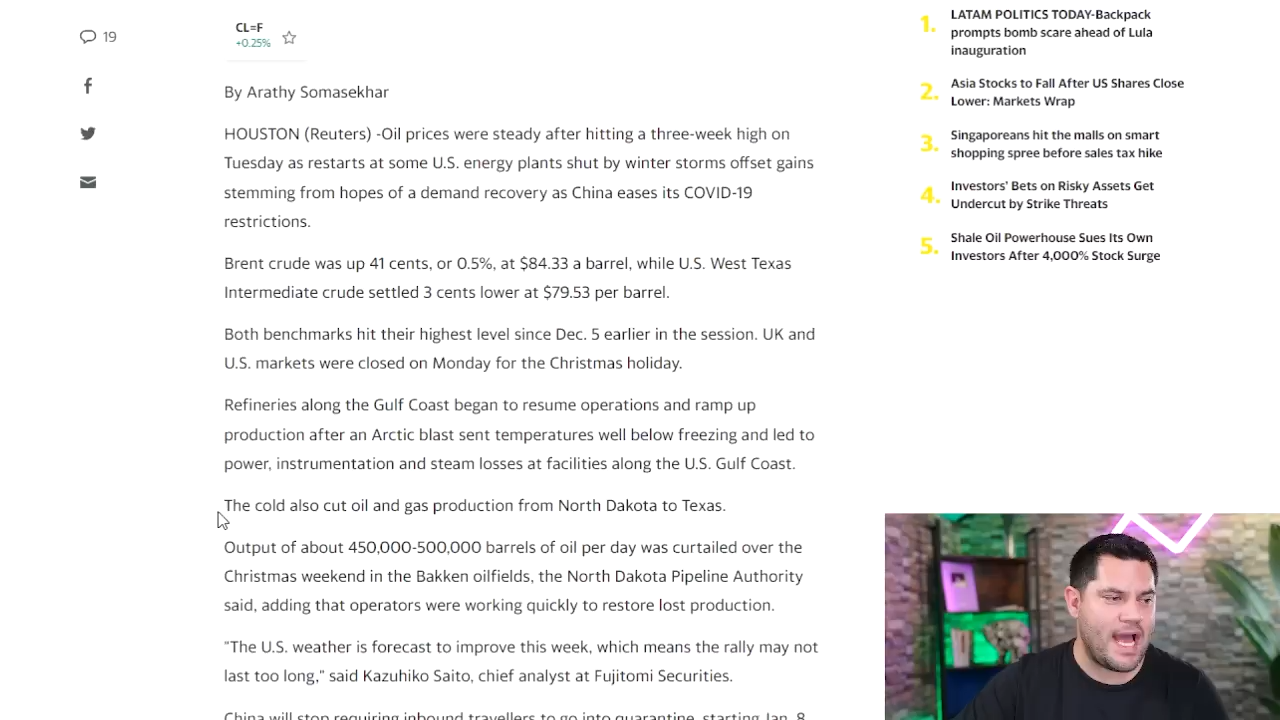 19
CL=F
+0.25%
By Arathy Somasekhar
HOUSTON (Reuters) -Oil prices were steady after hitting a three-week high on
Tuesday as restarts at some U.S. energy plants shut by winter storms offset gains
stemming from hopes of a demand recovery as China eases its COVID-19
restrictions.
Brent crude was up 41 cents, or 0.5%, at $84.33 a barrel, while U.S. West Texas
Intermediate crude settled 3 cents lower at $79.53 per barrel.
Both benchmarks hit their highest level since Dec. 5 earlier in the session. UK and
U.S. markets were closed on Monday for the Christmas holiday.
Refineries along the Gulf Coast began to resume operations and ramp up
production after an Arctic blast sent temperatures well below freezing and led to
power, instrumentation and steam losses at facilities along the U.S. Gulf Coast.
The cold also cut oil and gas production from North Dakota to Texas.
Output of about 450,000-500,000 barrels of oil per day was curtailed over the
Christmas weekend in the Bakken oilfields, the North Dakota Pipeline Authority
said, adding that operators were working quickly to restore lost production.
"The U.S. weather is forecast to improve this week, which means the rally may not
last too long," said Kazuhiko Saito, chief analyst at Fujitomi Securities.
China will stop requiring inbound travellers to go into quarantine, starting Jan. 8
1. LATAM POLITICS TODAY-Backpack
prompts bomb scare ahead of Lula
inauguration
2. Asia Stocks to Fall After US Shares Close
Lower: Markets Wrap
3. Singaporeans hit the malls on smart
shopping spree before sales tax hike
4. Investors' Bets on Risky Assets Get
Undercut by Strike Threats
5. Shale Oil Powerhouse Sues Its Own
Investors After 4,000% Stock Surge